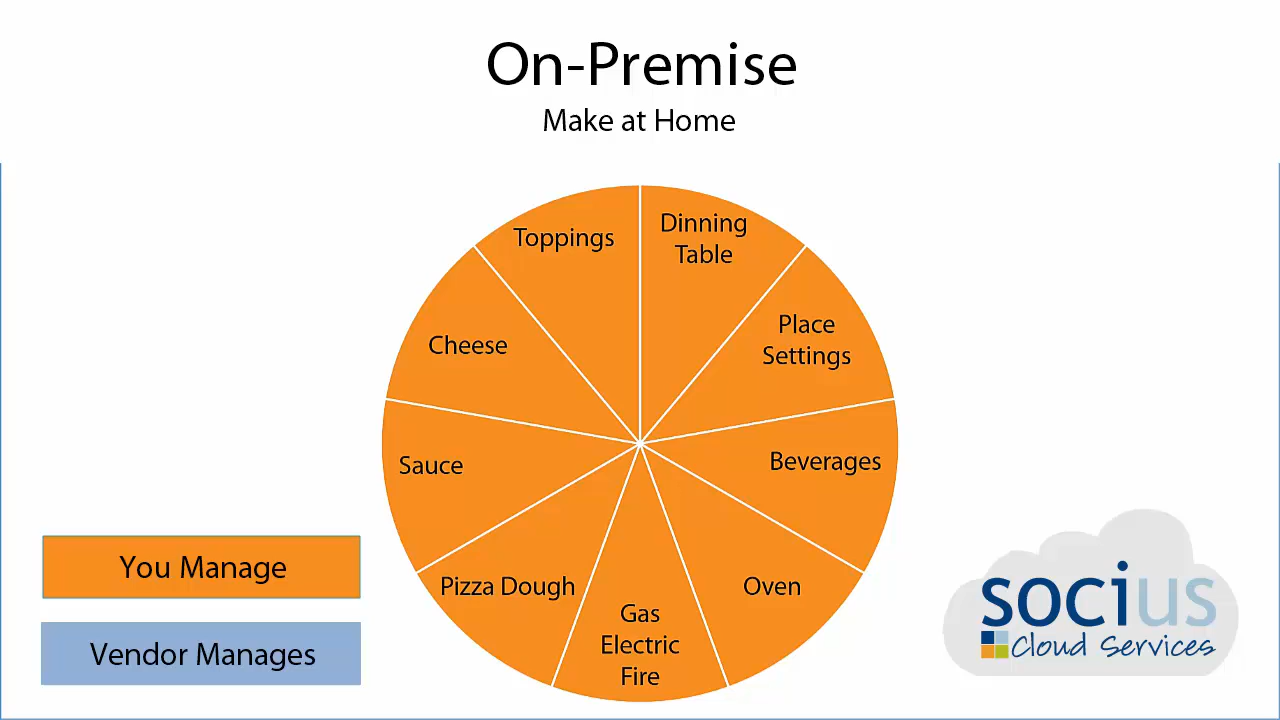 On-Premise
Make at Home
Toppings
Dinning
Table
Place
Settings
Cheese
Beverages
Sauce
Oven
Pizza Dough
Gas
Electric
Fire
You Manage
Vendor Manages
socius
Cloud Services